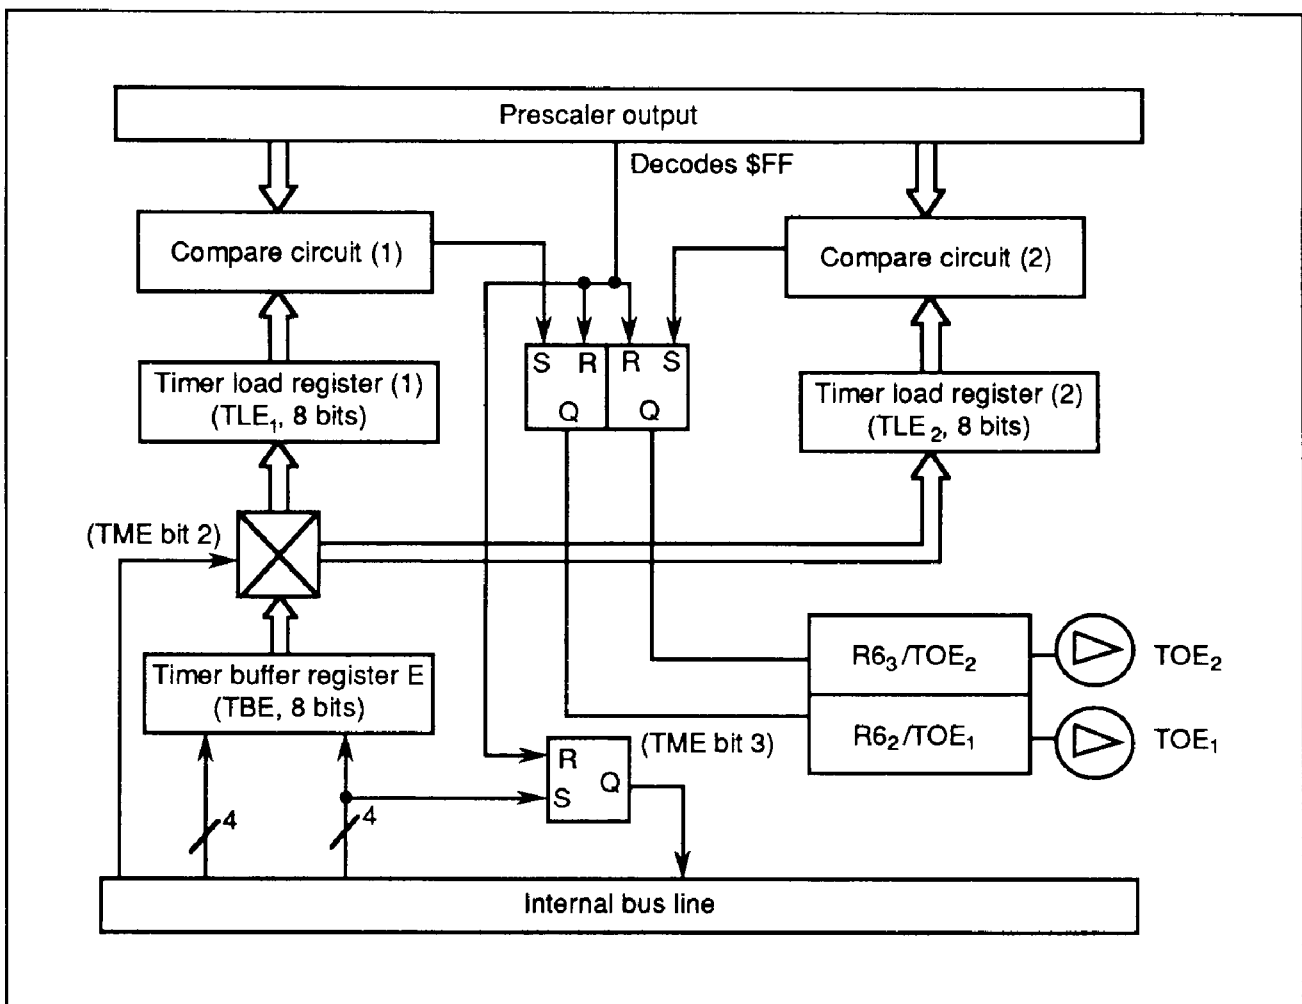 Prescaler output
Decodes $FF
Compare circuit (1)
Compare circuit (2)
S R R S
Q Q
Timer load register (1)
(TLE₁, 8 bits)
Timer load register (2)
(TLE₂, 8 bits)
(TME bit 2)
Timer buffer register E
(TBE, 8 bits)
R6₃/TOE₂
TOE₂
R6₂/TOE₁
TOE₁
(TME bit 3)
R
Q
S
4
4
Internal bus line